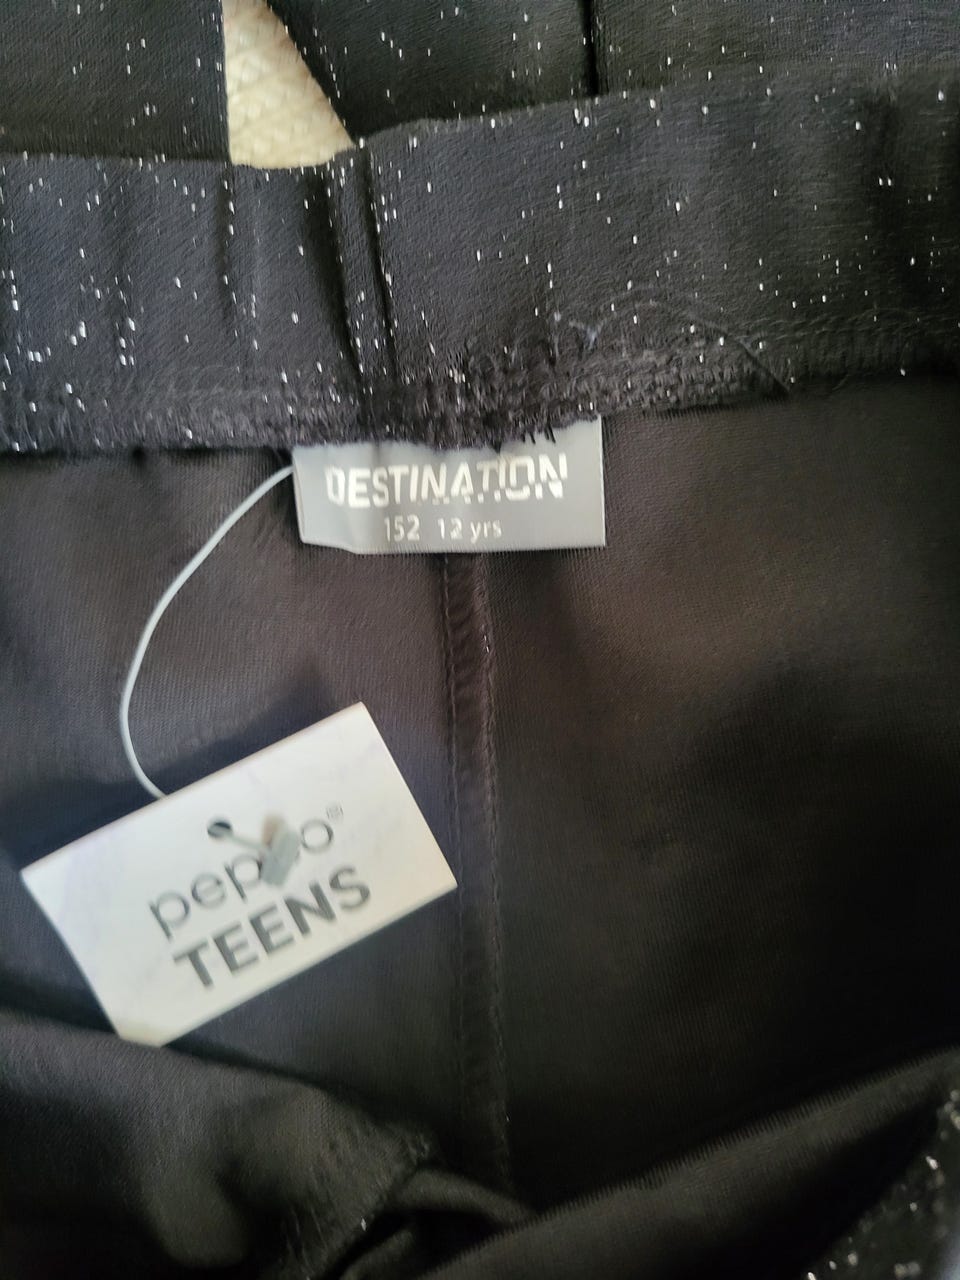 DESTINATION
152 12 yrs
pepco®
TEENS